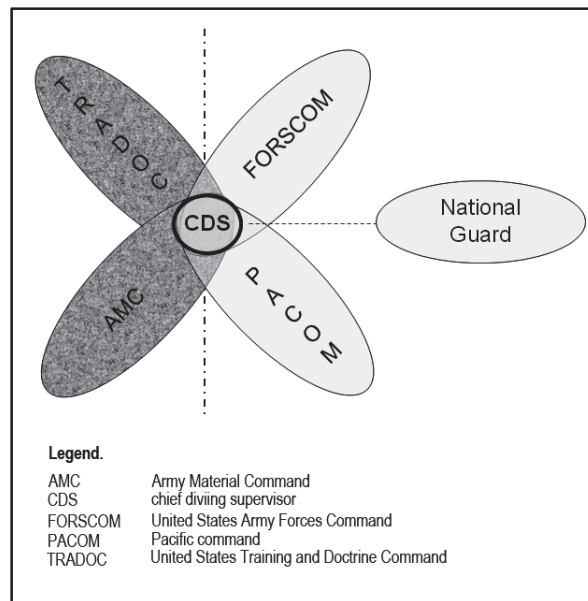 TRADOC
FORSCOM
CDS
National
Guard
AMC
PACOM
Legend.
AMC Army Material Command
CDS chief diviing supervisor
FORSCOM United States Army Forces Command
PACOM Pacific command
TRADOC United States Training and Doctrine Command